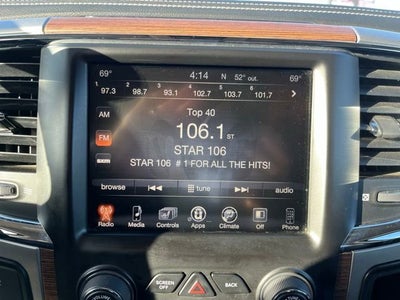 69° 4:14 N 52° out. 69°
1 97.3 2 98.7 3 93.1 4 102.7 5 103.7 6 101.7
Top 40
AM
106.1 ST
FM
STAR 106
SXM STAR 106 #1 FOR ALL THE HITS!
browse tune audio
Radio Media Controls Apps Climate Off Phone
SCREEN OFF BACK
VOLUME